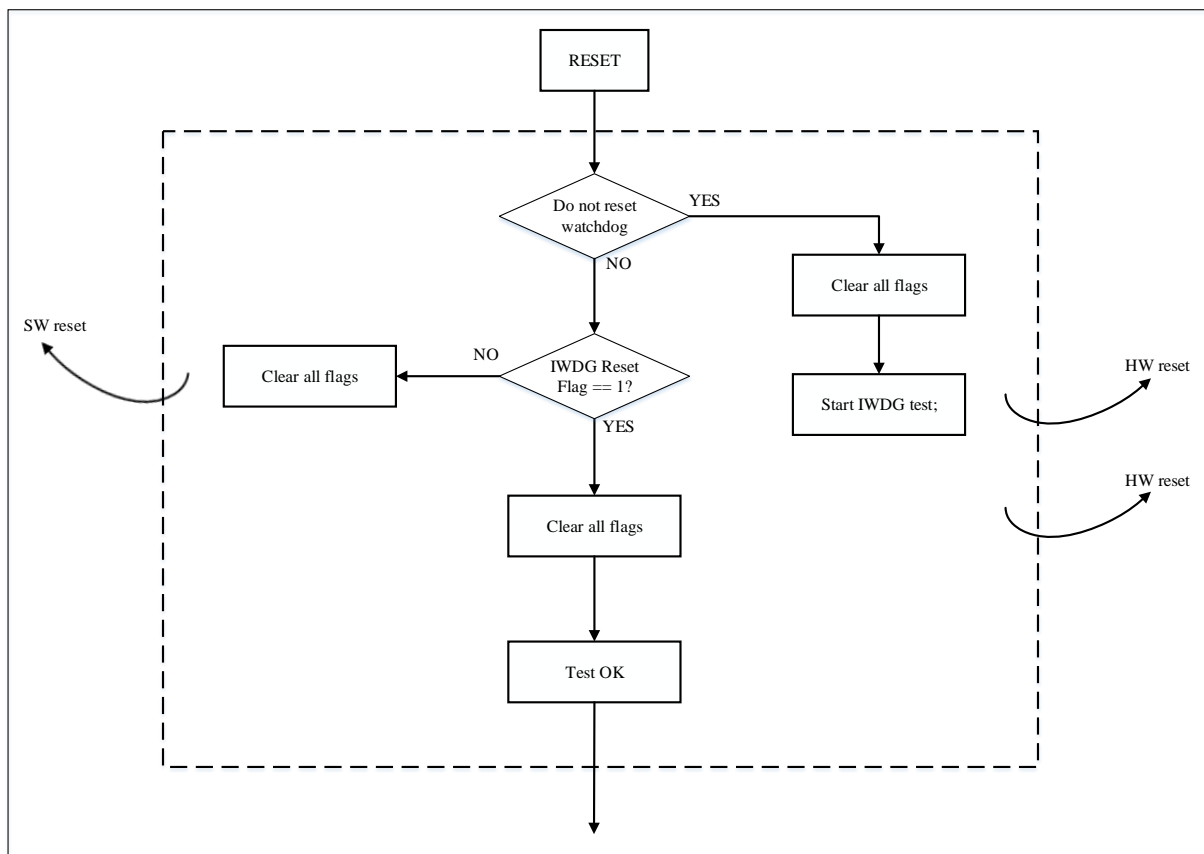 RESET
Do not reset
watchdog
YES
NO
Clear all flags
SW reset
NO
Clear all flags
IWDG Reset
Flag == 1?
YES
Start IWDG test;
HW reset
HW reset
Clear all flags
Test OK